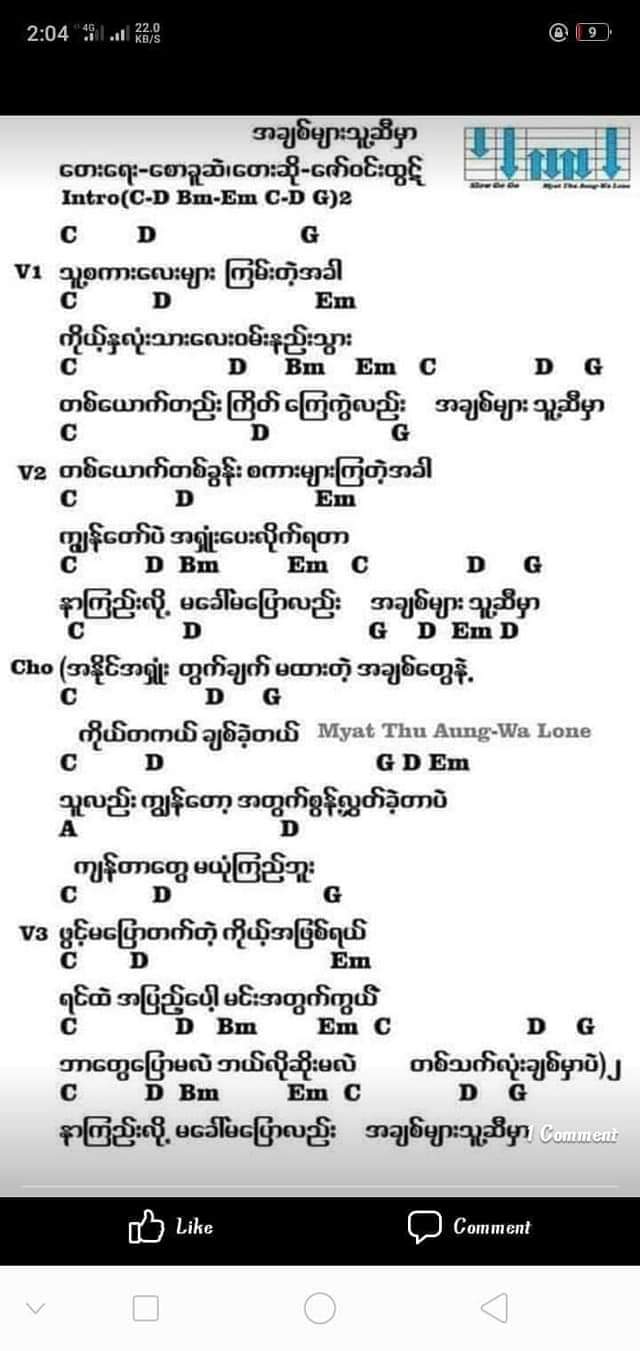 2:04 4G 22.0 KB/S 9
အချစ်များသူ့ဆီမှာ
တေးရေး-စောခူဆဲ၊တေးဆို-ဇော်ဝင်းထွဋ်
Intro(C-D Bm-Em C-D G)2
Slow Go Go Myat Thu Aung-Wa Lone
C D G
V1 သူ့စကားလေးများ ကြမ်းတဲ့အခါ
C D Em
ကိုယ့်နှလုံးသားလေးဝမ်းနည်းသွား
C D Bm Em C D G
တစ်ယောက်တည်း ကြိတ် ကြေကွဲလည်း အချစ်များ သူ့ဆီမှာ
C D G
V2 တစ်ယောက်တစ်ခွန်း စကားများကြတဲ့အခါ
C D Em
ကျွန်တော်ပဲ အရှုံးပေးလိုက်ရတာ
C D Bm Em C D G
နာကြည်းလို့ မခေါ်မပြောလည်း အချစ်များ သူ့ဆီမှာ
C D G D Em D
Cho (အနိုင်အရှုံး တွက်ချက် မထားတဲ့ အချစ်တွေနဲ့
C D G
ကိုယ်တကယ် ချစ်ခဲ့တယ် Myat Thu Aung-Wa Lone
C D G D Em
သူလည်း ကျွန်တော့ အတွက်စွန့်လွှတ်ခဲ့တာပဲ
A D
ကျန်တာတွေ မယုံကြည်ဘူး
C D G
V3 ဖွင့်မပြောတတ်တဲ့ ကိုယ့်အဖြစ်ရယ်
C D Em
ရင်ထဲ အပြည့်ပေါ့ မင်းအတွက်ကွယ်
C D Bm Em C D G
ဘာတွေပြောမလဲ ဘယ်လိုဆိုးမလဲ တစ်သက်လုံးချစ်မှာပဲ)၂
C D Bm Em C D G
နာကြည်းလို့ မခေါ်မပြောလည်း အချစ်များသူ့ဆီမှာ 1 Comment
Like Comment